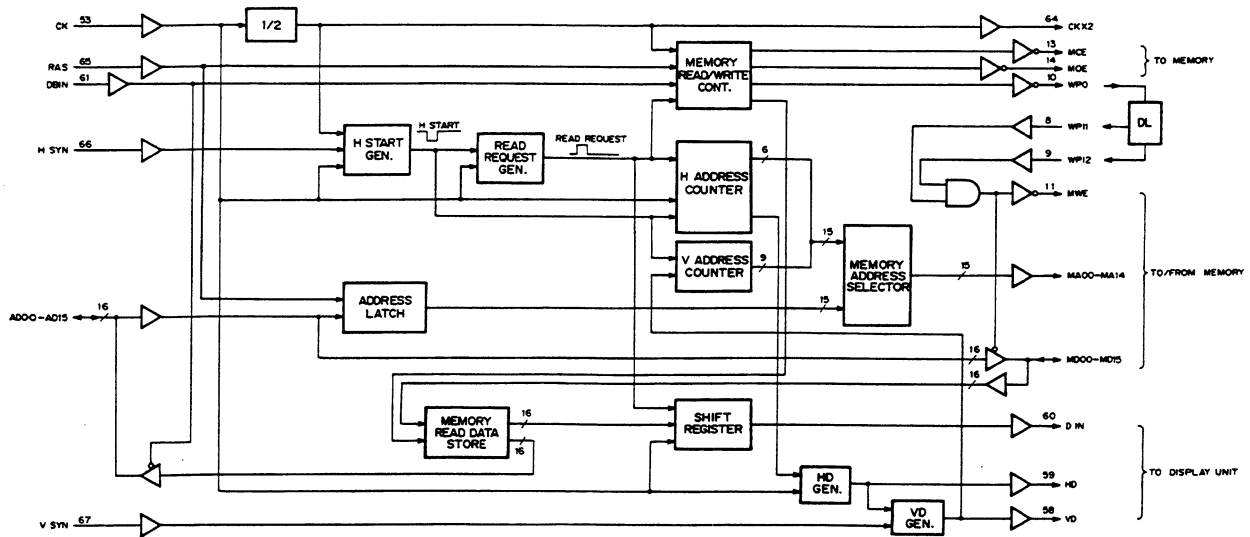 CK 53
1/2
64 CKX2
RAS 65
DBIN 61
MEMORY
READ/WRITE
CONT.
13 MCE
14 MOE
10 WP0
TO MEMORY
DL
8 WPI1
9 WPI2
11 MWE
H SYN 66
H START
GEN.
H START
READ
REQUEST
GEN.
READ REQUEST
H ADDRESS
COUNTER
6
V ADDRESS
COUNTER
9
15
15
MEMORY
ADDRESS
SELECTOR
15
MA00-MA14
TO/FROM MEMORY
AD00-AD15 16
ADDRESS
LATCH
16
MD00-MD15
16
MEMORY
READ DATA
STORE
16
16
SHIFT
REGISTER
60 D IN
HD
GEN.
59 HD
TO DISPLAY UNIT
V SYN 67
VD
GEN.
58 VD